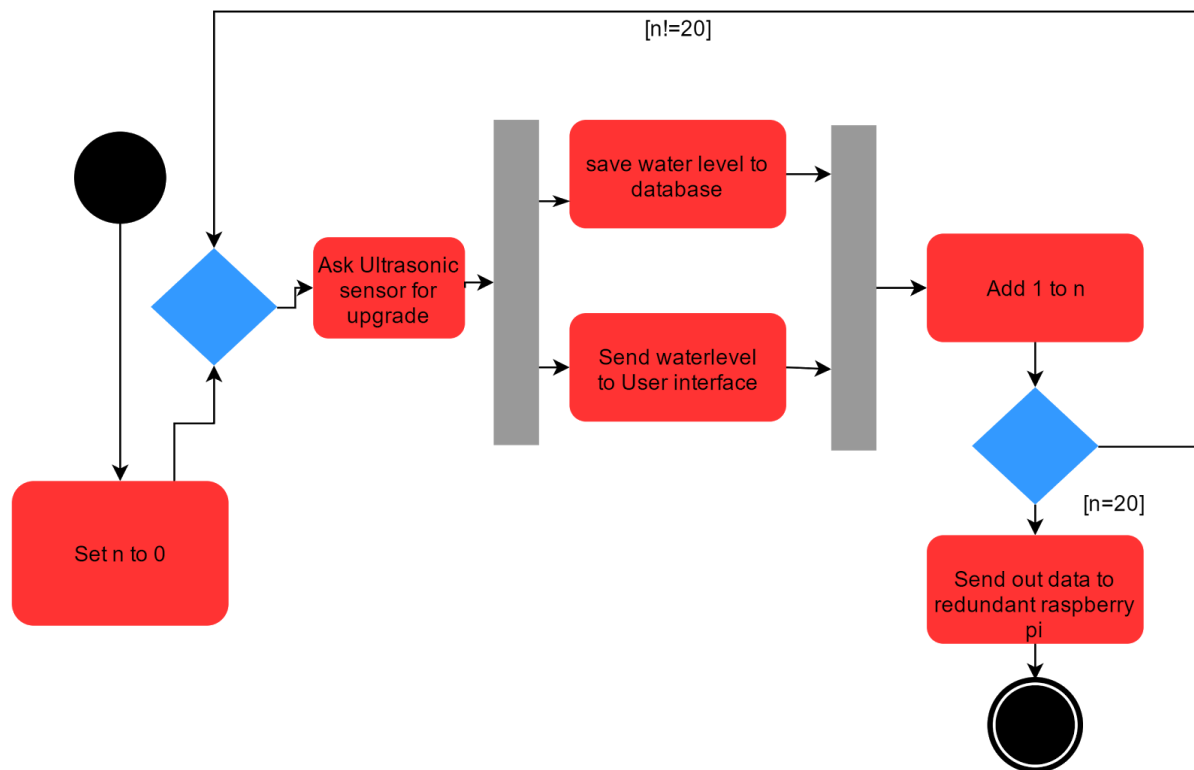 [n!=20]
save water level to
database
Ask Ultrasonic
sensor for
upgrade
Add 1 to n
Send waterlevel
to User interface
[n=20]
Set n to 0
Send out data to
redundant raspberry
pi